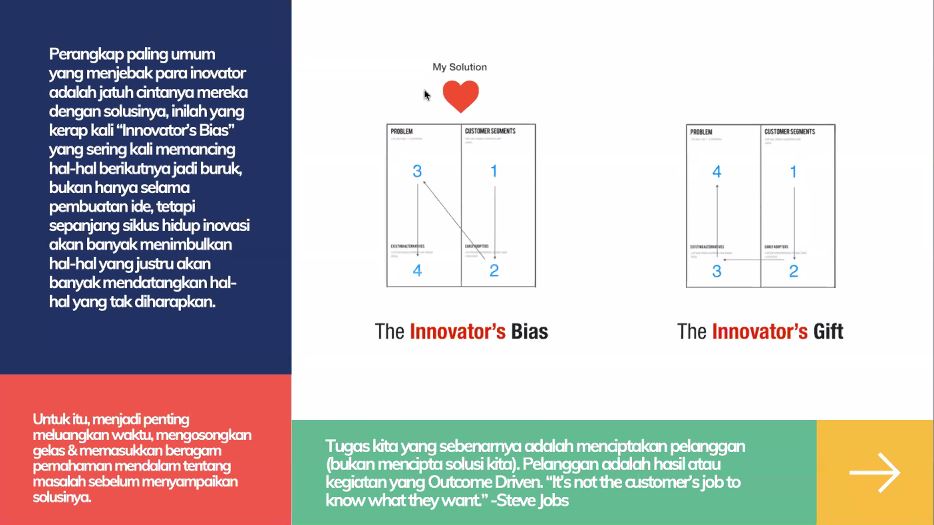 Perangkap paling umum
yang menjebak para inovator
adalah jatuh cintanya mereka
dengan solusinya, inilah yang
kerap kali “Innovator’s Bias”
yang sering kali memancing
hal-hal berikutnya jadi buruk,
bukan hanya selama
pembuatan ide, tetapi
sepanjang siklus hidup inovasi
akan banyak menimbulkan
hal-hal yang justru akan
banyak mendatangkan hal-
hal yang tak diharapkan.
Untuk itu, menjadi penting
meluangkan waktu, mengosongkan
gelas & memasukkan beragam
pemahaman mendalam tentang
masalah sebelum menyampaikan
solusinya.
My Solution
PROBLEM
CUSTOMER SEGMENTS
3
1
EXISTING ALTERNATIVES
EARLY ADOPTERS
4
2
The Innovator’s Bias
PROBLEM
CUSTOMER SEGMENTS
4
1
EXISTING ALTERNATIVES
EARLY ADOPTERS
3
2
The Innovator’s Gift
Tugas kita yang sebenarnya adalah menciptakan pelanggan
(bukan mencipta solusi kita). Pelanggan adalah hasil atau
kegiatan yang Outcome Driven. “It’s not the customer’s job to
know what they want.” -Steve Jobs